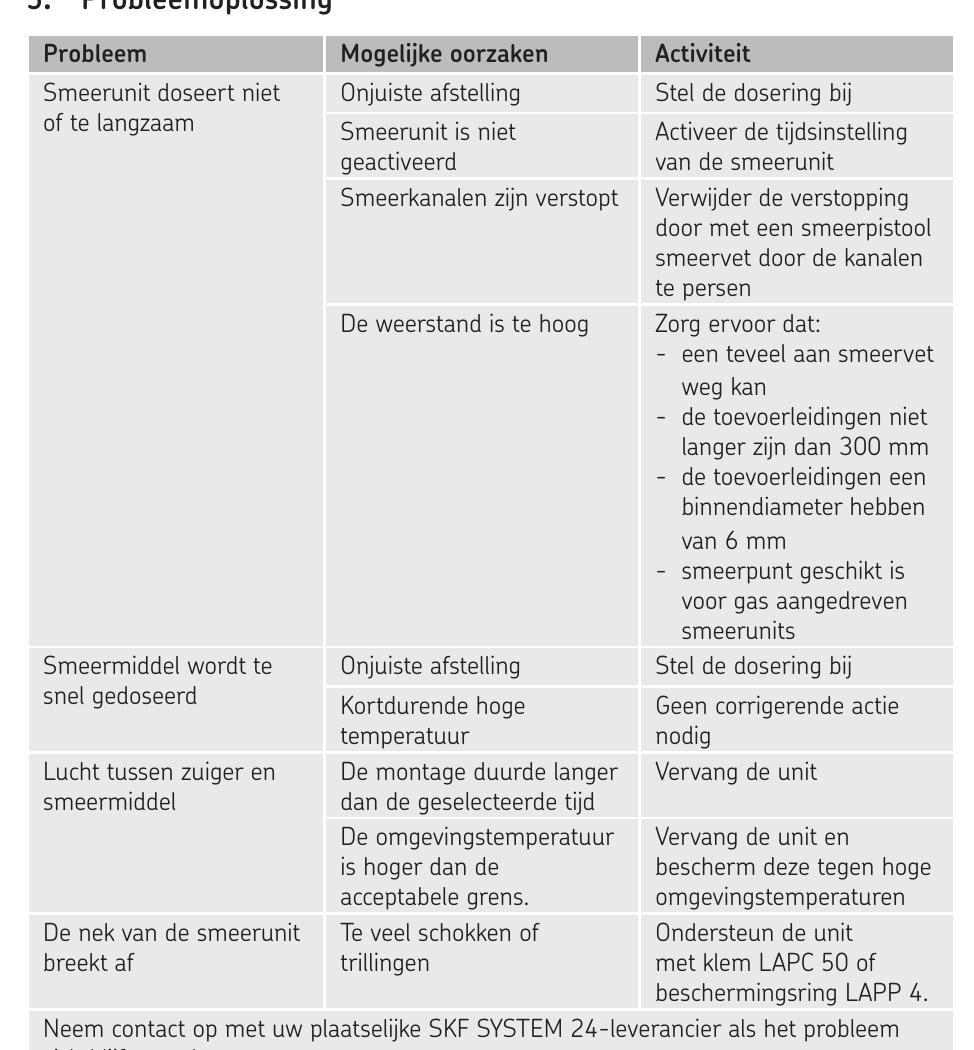 Probleemoplossing
Probleem
Mogelijke oorzaken
Activiteit
Smeerunit doseert niet
of te langzaam
Onjuiste afstelling
Stel de dosering bij
Smeerunit is niet
geactiveerd
Activeer de tijdsinstelling
van de smeerunit
Smeerkanalen zijn verstopt
Verwijder de verstopping
door met een smeerpistool
smeervet door de kanalen
te persen
De weerstand is te hoog
Zorg ervoor dat:
- een teveel aan smeervet
weg kan
- de toevoerleidingen niet
langer zijn dan 300 mm
- de toevoerleidingen een
binnendiameter hebben
van 6 mm
- smeerpunt geschikt is
voor gas aangedreven
smeerunits
Smeermiddel wordt te
snel gedoseerd
Onjuiste afstelling
Stel de dosering bij
Kortdurende hoge
temperatuur
Geen corrigerende actie
nodig
Lucht tussen zuiger en
smeermiddel
De montage duurde langer
dan de geselecteerde tijd
Vervang de unit
De omgevingstemperatuur
is hoger dan de
acceptabele grens.
Vervang de unit en
bescherm deze tegen hoge
omgevingstemperaturen
De nek van de smeerunit
breekt af
Te veel schokken of
trillingen
Ondersteun de unit
met klem LAPC 50 of
beschermingsring LAPP 4.
Neem contact op met uw plaatselijke SKF SYSTEM 24-leverancier als het probleem